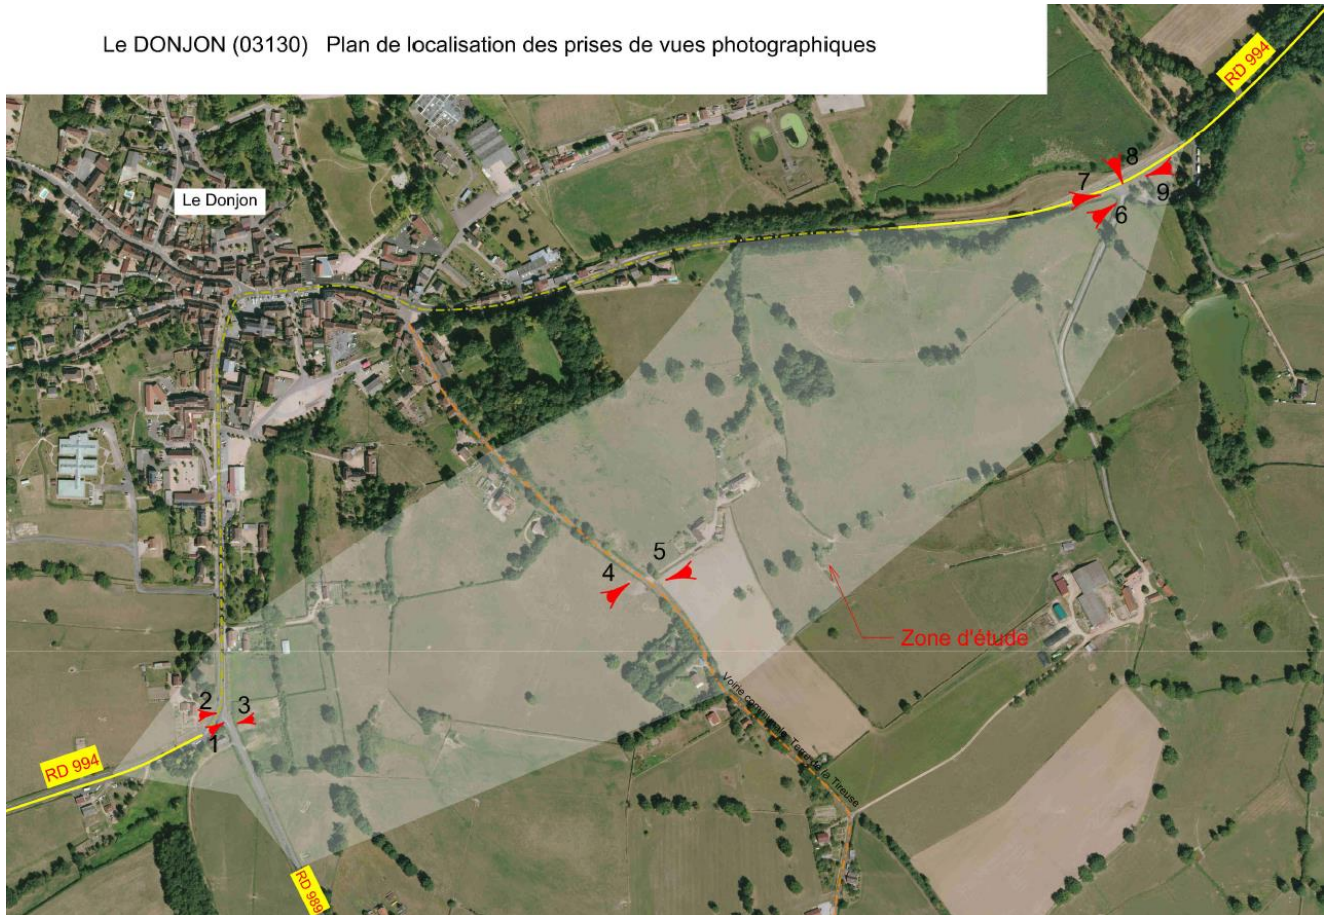 Le DONJON (03130) Plan de localisation des prises de vues photographiques
RD 994
Le Donjon
8
7
9
6
5
4
Zone d'étude
2
3
1
RD 994
RD 989